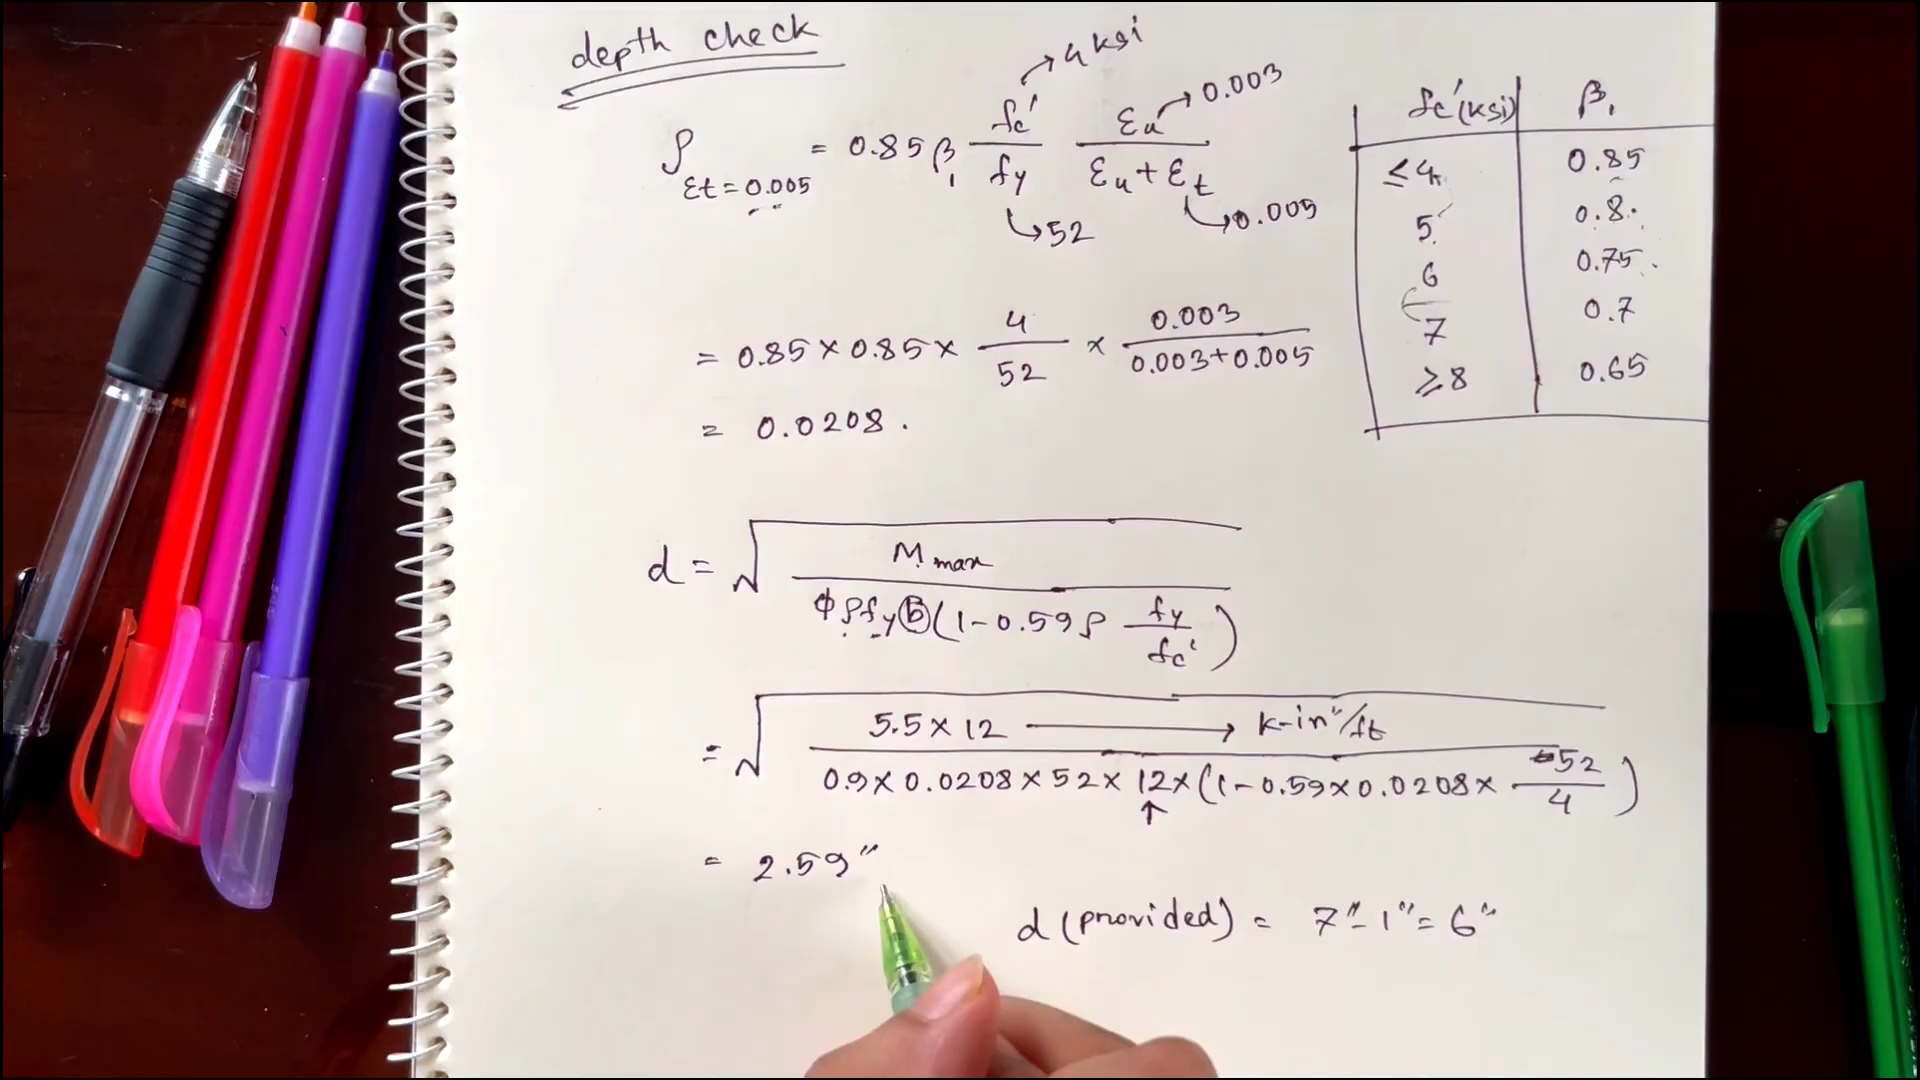 depth check
→ 4 ksi
ρ εt = 0.005 = 0.85 β₁ fc'/fy εu/(εu + εt)
→ 0.003
↳ 52
↳ 0.005
= 0.85 × 0.85 × 4/52 × 0.003/(0.003+0.005)
= 0.0208 .
fc' (ksi) β₁
≤ 4 0.85
5 0.8
6 0.75
7 0.7
≥ 8 0.65
d = √ M max / (φ ρ fy b (1 - 0.59 ρ fy/fc'))
= √ 5.5 × 12 → k-in"/ft / (0.9 × 0.0208 × 52 × 12 × (1 - 0.59 × 0.0208 × 52/4))
↑
= 2.59"
d (provided) = 7" - 1" = 6"